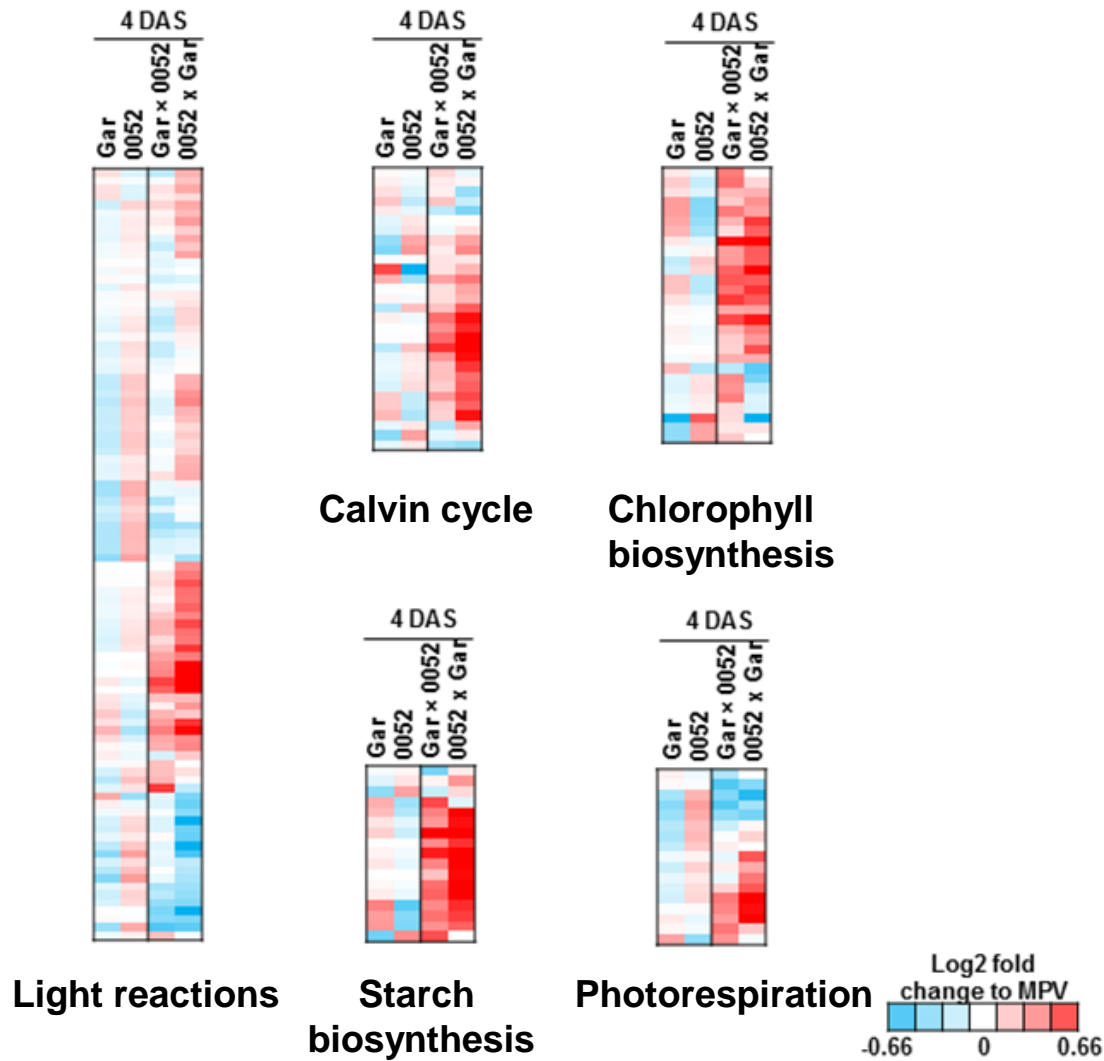 4 DAS
Gar
0052
Gar × 0052
0052 x Gar
Calvin cycle
4 DAS
Gar
0052
Gar × 0052
0052 x Gar
Chlorophyll
biosynthesis
4 DAS
Gar
0052
Gar × 0052
0052 x Gar
Light reactions
4 DAS
Gar
0052
Gar × 0052
0052 x Gar
Starch
biosynthesis
4 DAS
Gar
0052
Gar × 0052
0052 x Gar
Photorespiration
Log2 fold
change to MPV
-0.66 0 0.66